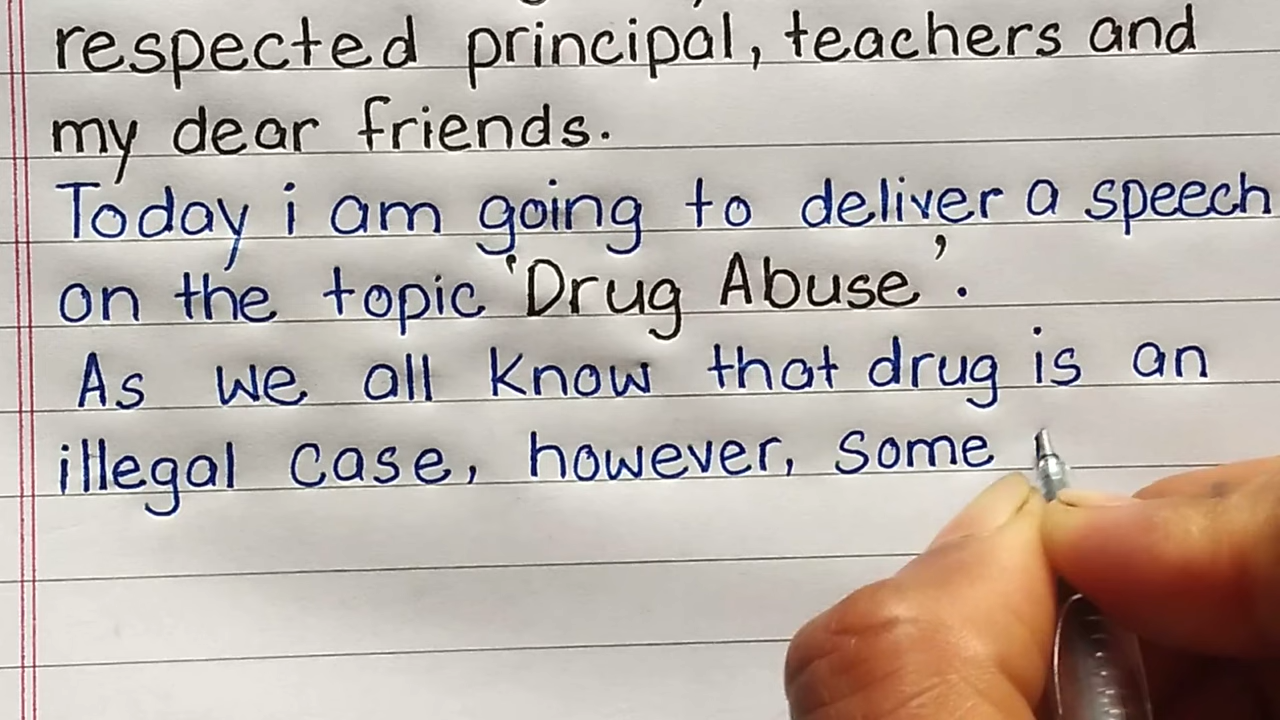 respected principal, teachers and
my dear friends.
Today i am going to deliver a speech
on the topic 'Drug Abuse'.
As we all know that drug is an
illegal case, however, some